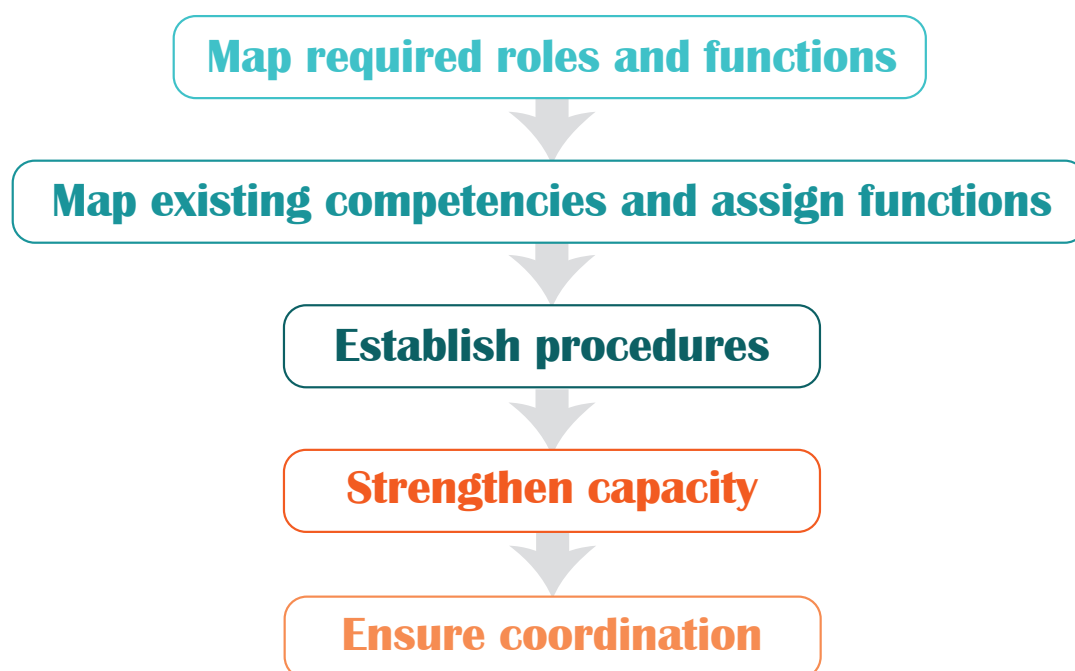 Map required roles and functions
Map existing competencies and assign functions
Establish procedures
Strengthen capacity
Ensure coordination